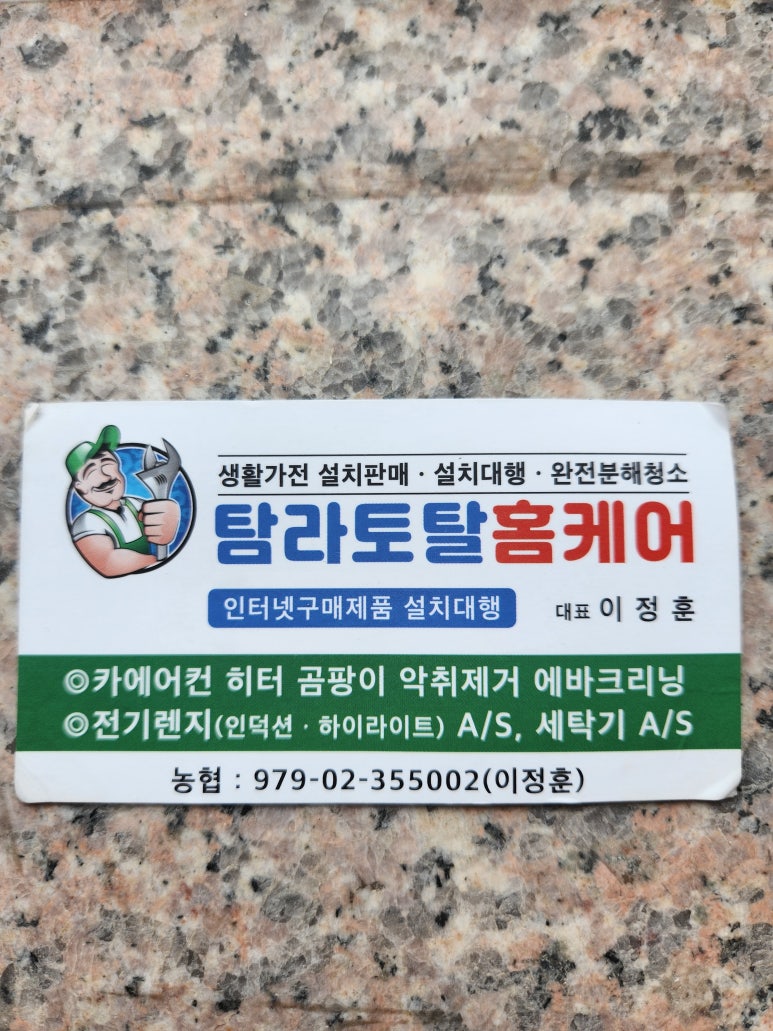 생활가전 설치판매 · 설치대행 · 완전분해청소
탐라토탈홈케어
인터넷구매제품 설치대행
대표 이정훈
◎카에어컨 히터 곰팡이 악취제거 에바크리닝
◎전기렌지(인덕션 · 하이라이트) A/S, 세탁기 A/S
농협 : 979-02-355002(이정훈)